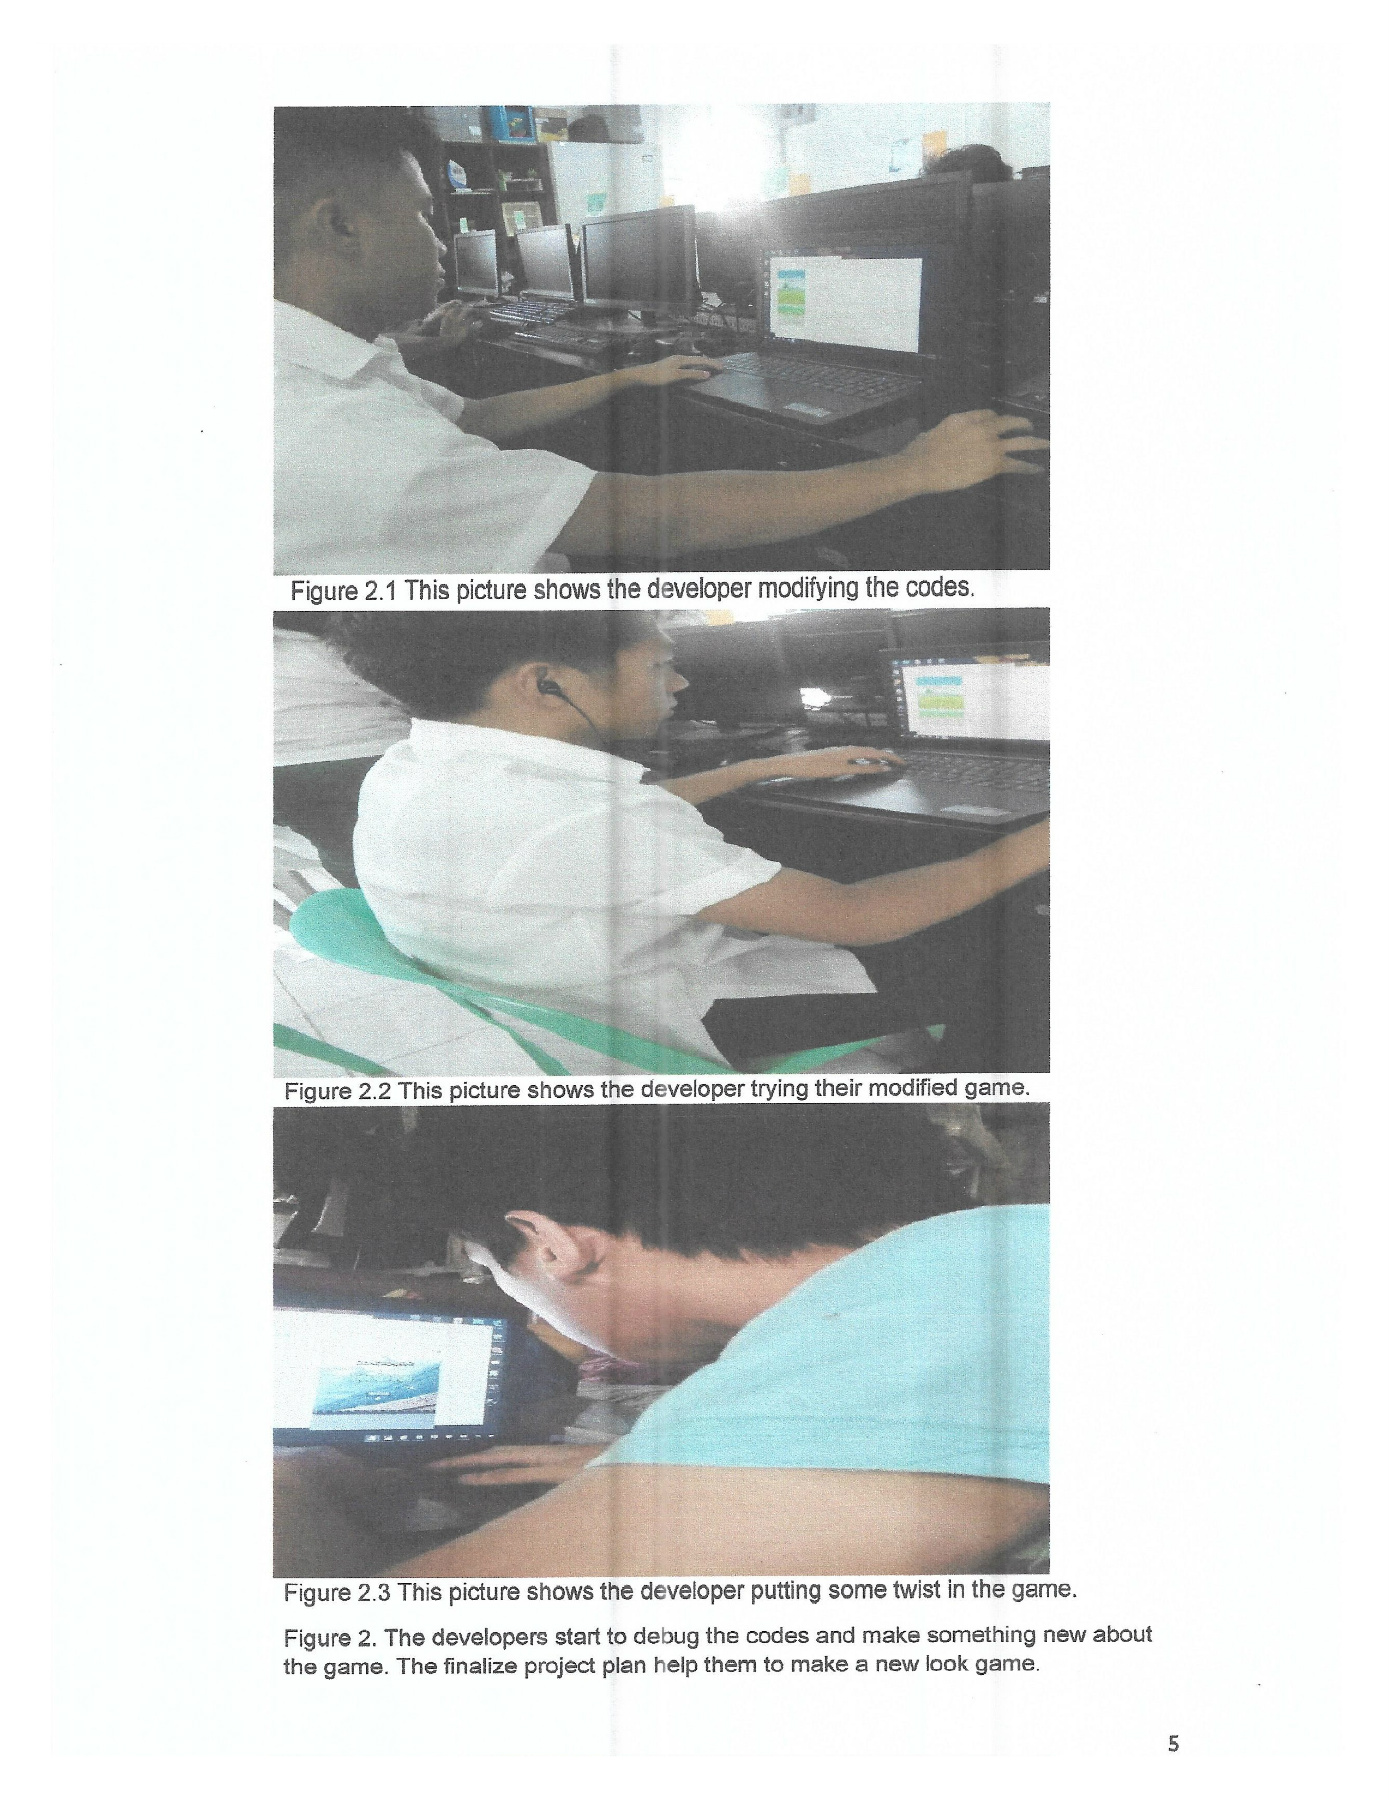 Figure 2.1 This picture shows the developer modifying the codes.
Figure 2.2 This picture shows the developer trying their modified game.
Figure 2.3 This picture shows the developer putting some twist in the game.
Figure 2. The developers start to debug the codes and make something new about
the game. The finalize project plan help them to make a new look game.
5